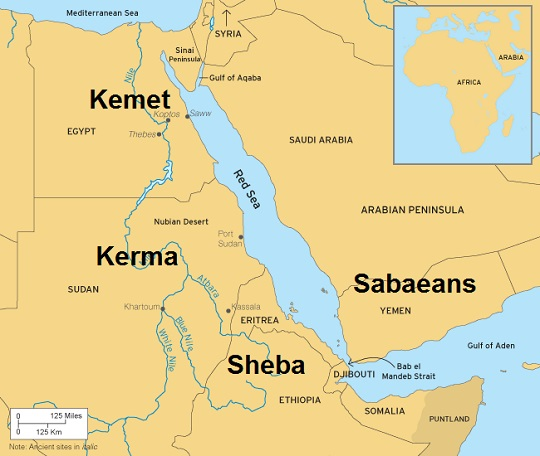 Mediterranean Sea
SYRIA
Sinai
Peninsula
Gulf of Aqaba
Nile
Kemet
Koptos
Saww
EGYPT
Thebes
SAUDI ARABIA
ARABIA
AFRICA
Red Sea
ARABIAN PENINSULA
Nubian Desert
Port
Sudan
Kerma
Sabaeans
SUDAN
Atbara
YEMEN
Khartoum
Kassala
ERITREA
Blue Nile
White Nile
Gulf of Aden
Sheba
DJIBOUTI
Bab el
Mandeb Strait
ETHIOPIA
SOMALIA
PUNTLAND
0 125 Miles
0 125 Km
Note: Ancient sites in italic